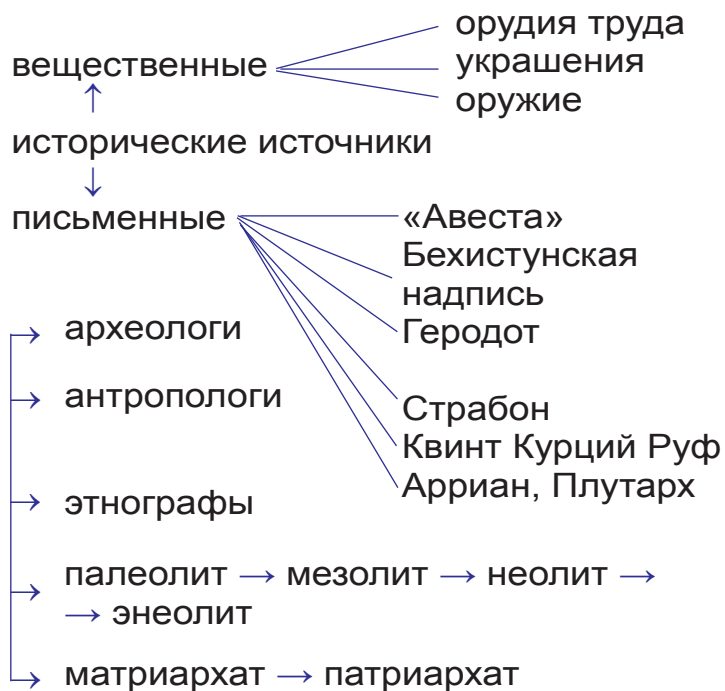 орудия труда
вещественные
украшения
оружие
↑
исторические источники
↓
письменные
«Авеста»
Бехистунская
надпись
Геродот
Страбон
Квинт Курций Руф
Арриан, Плутарх
→ археологи
→ антропологи
→ этнографы
→ палеолит → мезолит → неолит →
→ энеолит
→ матриархат → патриархат